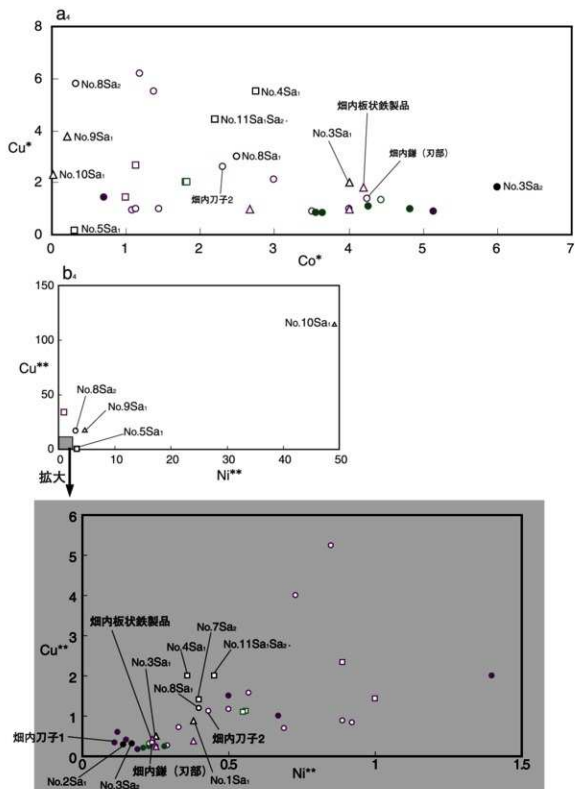 a₄
8
No.8Sa₂
No.4Sa₁
6
No.11Sa₁Sa₂₋
畑内板状鉄製品
Cu*
4
No.9Sa₁
No.8Sa₁
No.3Sa₁
畑内鎌（刃部）
No.10Sa₁
2
畑内刀子2
No.3Sa₂
No.5Sa₁
0
0 1 2 3 4 5 6 7
Co*
b₄
150
No.10Sa₁
100
Cu**
50
No.8Sa₂
No.9Sa₁
No.5Sa₁
0
0 10 20 30 40 50
拡大
Ni**
6
5
4
畑内板状鉄製品
No.7Sa₂
No.4Sa₁
No.11Sa₁Sa₂₋
Cu**
3
No.3Sa₁
No.8Sa₁
2
1
畑内刀子1
畑内刀子2
0
No.2Sa₁
No.3Sa₂
畑内鎌（刃部）
No.1Sa₁
0 0.5 1 1.5
Ni**